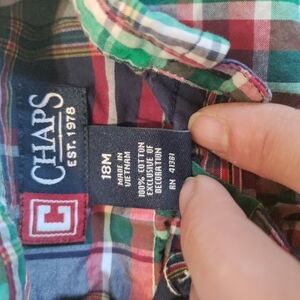 CHAPS
EST. 1978
C
18M
MADE IN
VIETNAM
100% COTTON
EXCLUSIVE OF
DECORATION
RN 41381